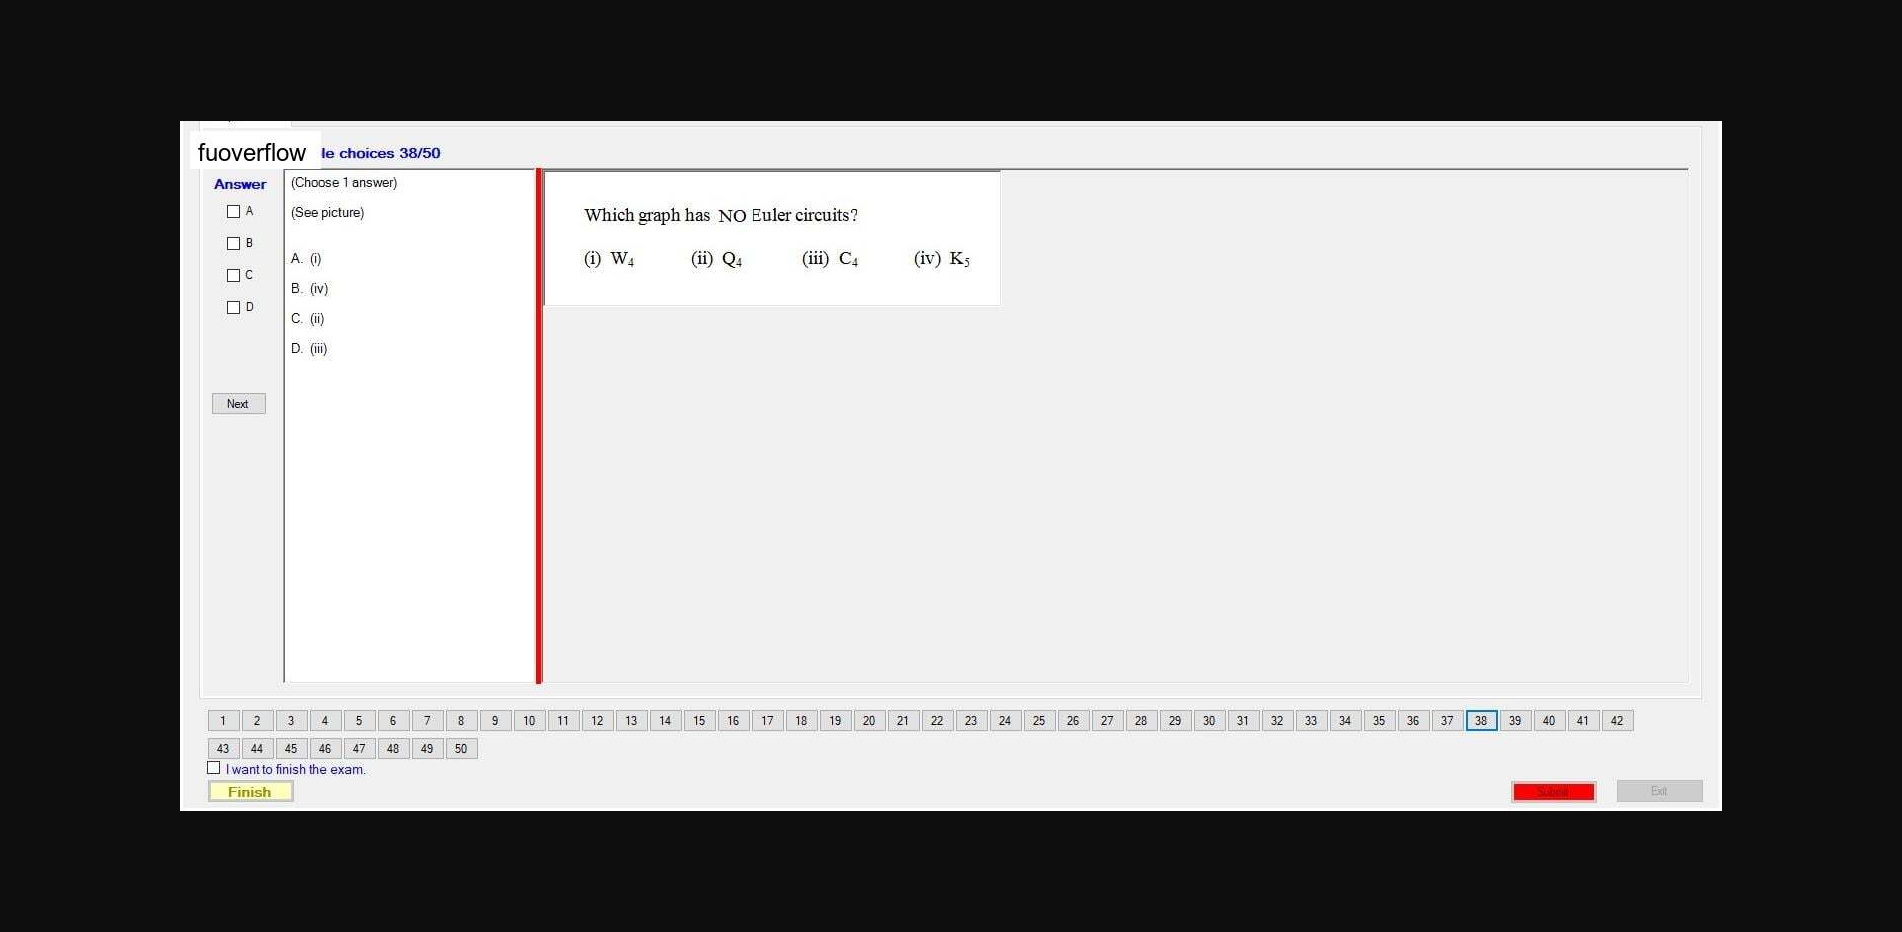 fuoverflow le choices 38/50
Answer
A
B
C
D
Next
(Choose 1 answer)
(See picture)
A. (i)
B. (iv)
C. (ii)
D. (iii)
Which graph has NO Euler circuits?
(i) W4 (ii) Q4 (iii) C4 (iv) K5
1 2 3 4 5 6 7 8 9 10 11 12 13 14 15 16 17 18 19 20 21 22 23 24 25 26 27 28 29 30 31 32 33 34 35 36 37 38 39 40 41 42
43 44 45 46 47 48 49 50
I want to finish the exam.
Finish Submit Exit